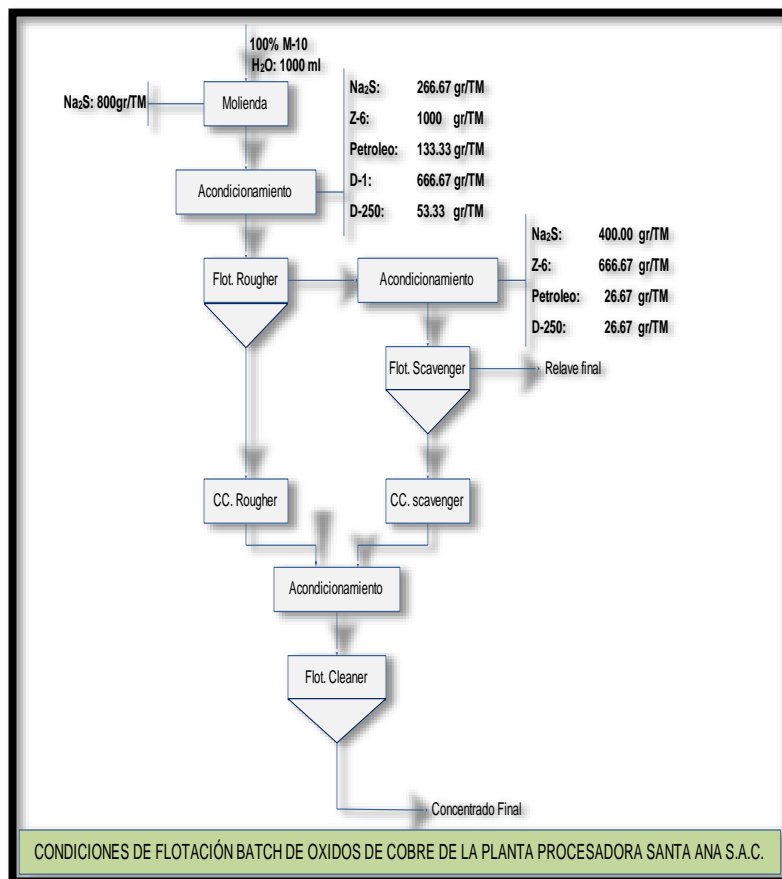 100% M-10
H₂O: 1000 ml
Na₂S: 800gr/TM
Molienda
Na₂S: 266.67 gr/TM
Z-6: 1000 gr/TM
Petroleo: 133.33 gr/TM
D-1: 666.67 gr/TM
D-250: 53.33 gr/TM
Acondicionamiento
Na₂S: 400.00 gr/TM
Z-6: 666.67 gr/TM
Petroleo: 26.67 gr/TM
D-250: 26.67 gr/TM
Flot. Rougher
Acondicionamiento
Flot. Scavenger
Relave final
CC. Rougher
CC. scavenger
Acondicionamiento
Flot. Cleaner
Concentrado Final
CONDICIONES DE FLOTACIÓN BATCH DE OXIDOS DE COBRE DE LA PLANTA PROCESADORA SANTA ANA S.A.C.